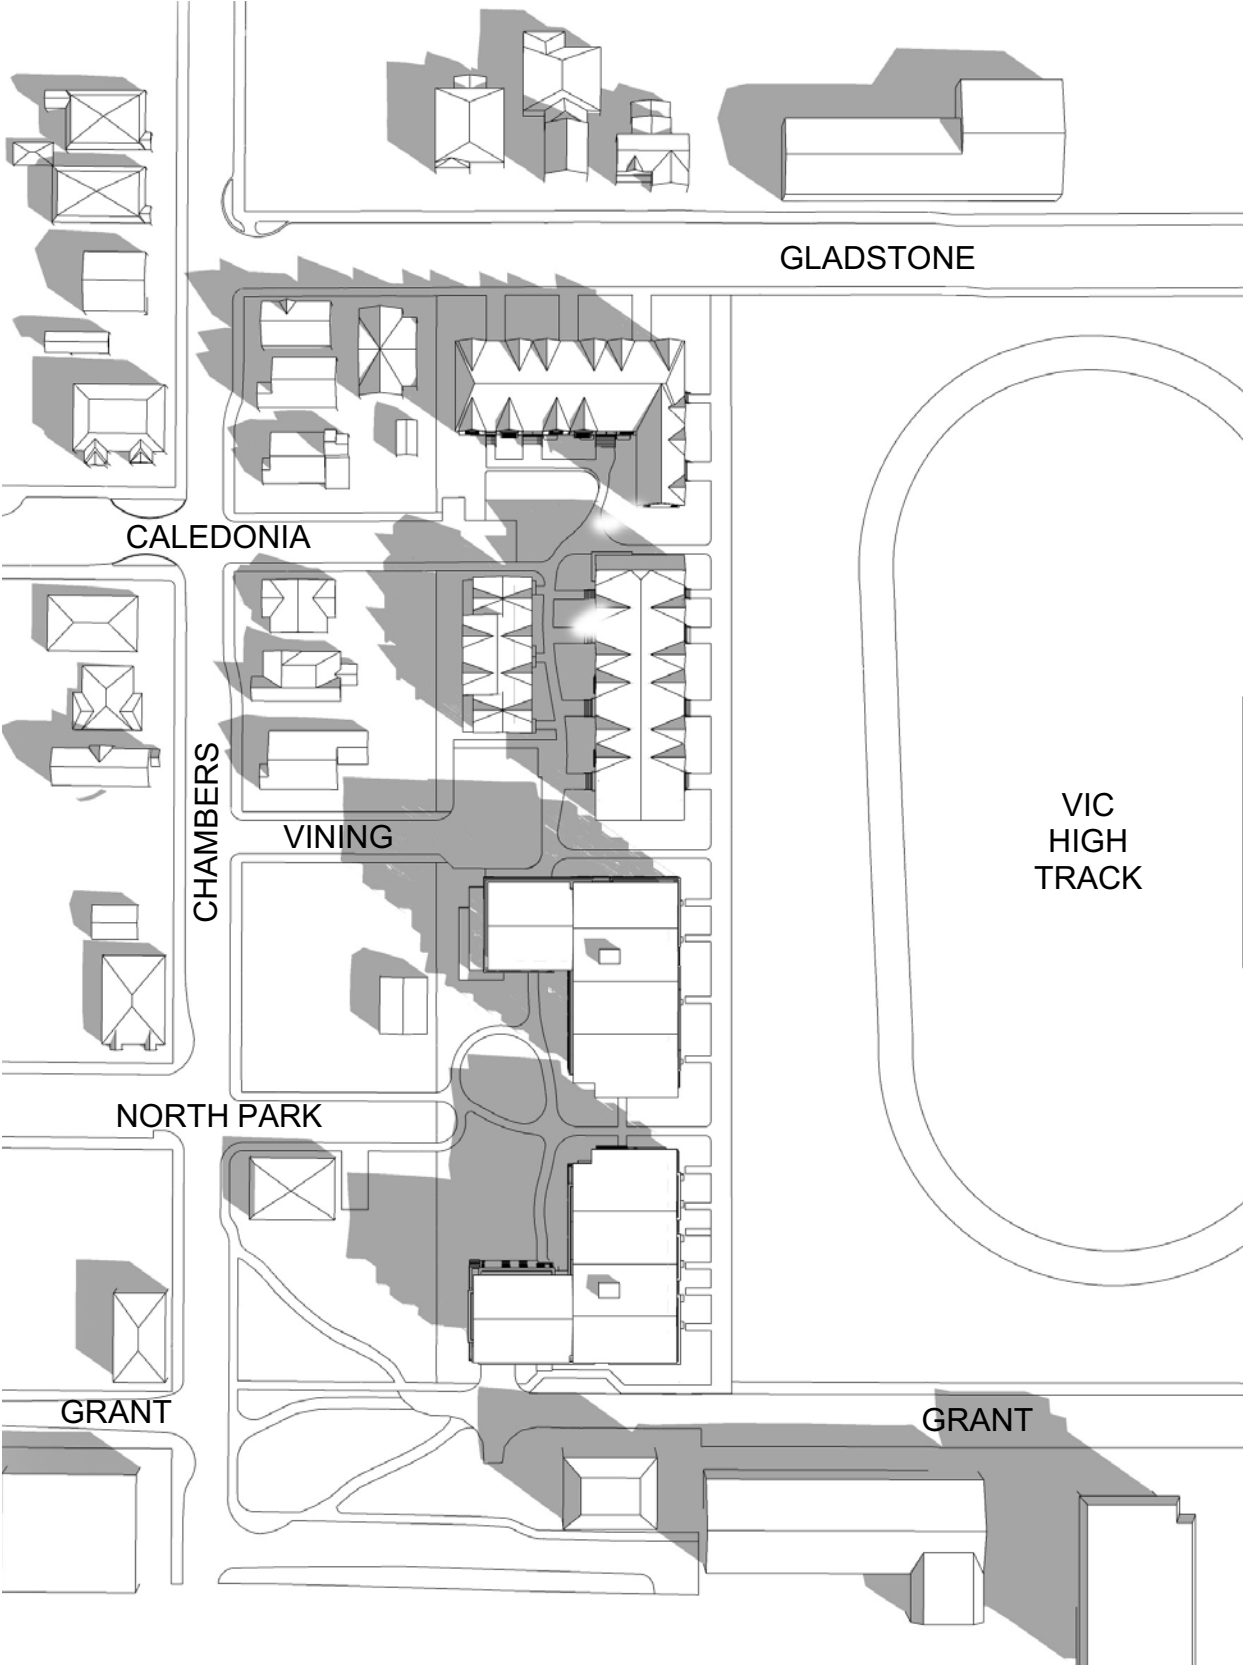 GLADSTONE
CALEDONIA
CHAMBERS
VINING
VIC
HIGH
TRACK
NORTH PARK
GRANT
GRANT